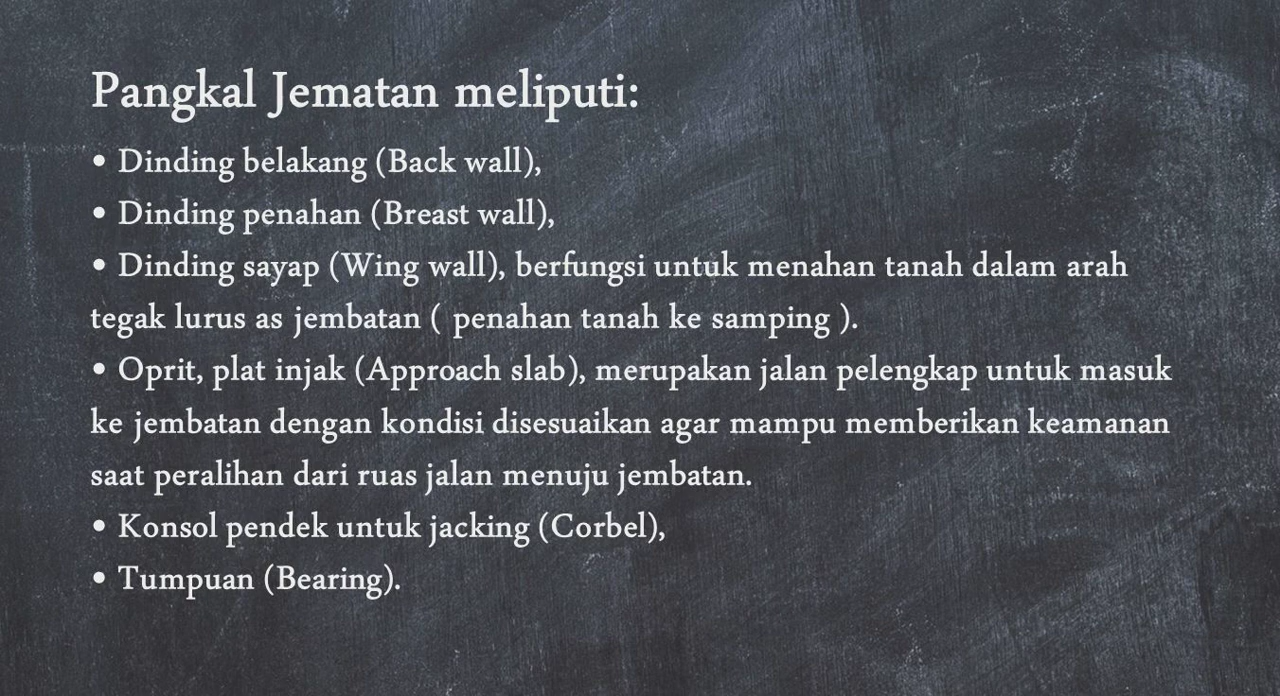 Pangkal Jematan meliputi:
• Dinding belakang (Back wall),
• Dinding penahan (Breast wall),
• Dinding sayap (Wing wall), berfungsi untuk menahan tanah dalam arah
tegak lurus as jembatan ( penahan tanah ke samping ).
• Oprit, plat injak (Approach slab), merupakan jalan pelengkap untuk masuk
ke jembatan dengan kondisi disesuaikan agar mampu memberikan keamanan
saat peralihan dari ruas jalan menuju jembatan.
• Konsol pendek untuk jacking (Corbel),
• Tumpuan (Bearing).